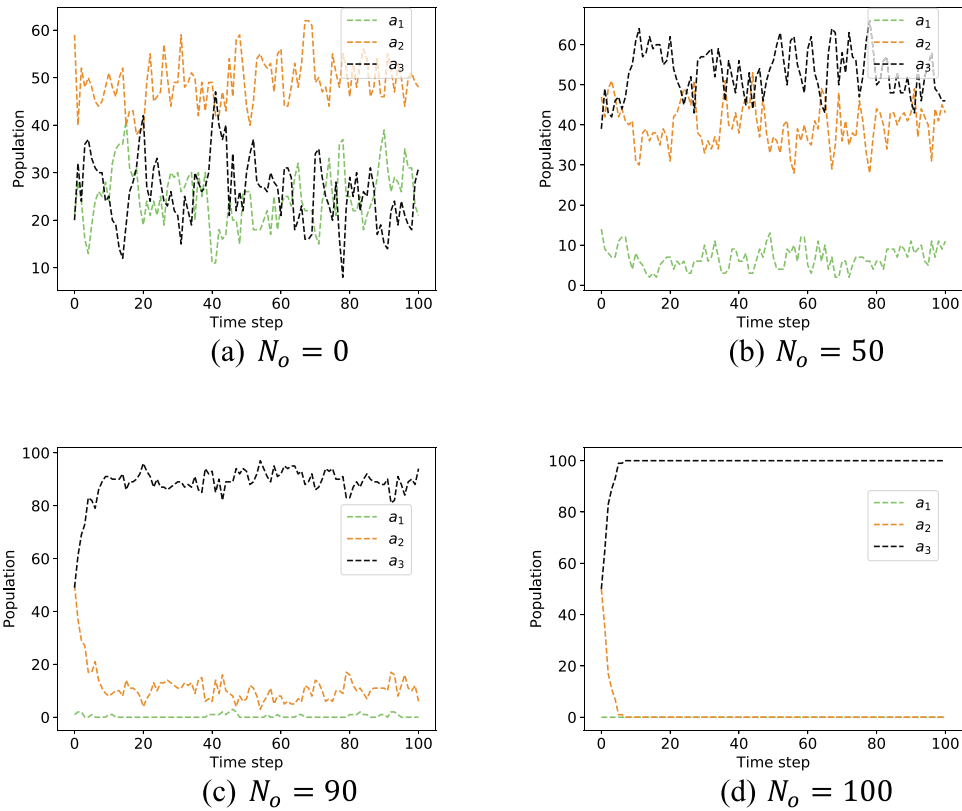 60
50
40
30
20
10
Population
a1
a2
a3
0 20 40 60 80 100
Time step
(a) No = 0
60
50
40
30
20
10
0
Population
a1
a2
a3
0 20 40 60 80 100
Time step
(b) No = 50
100
80
60
40
20
0
Population
a1
a2
a3
0 20 40 60 80 100
Time step
(c) No = 90
100
80
60
40
20
0
Population
a1
a2
a3
0 20 40 60 80 100
Time step
(d) No = 100